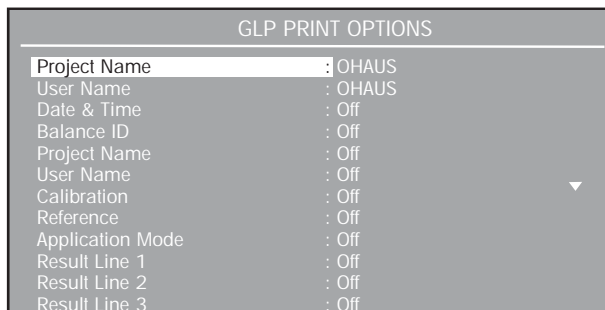 GLP PRINT OPTIONS
Project Name : OHAUS
User Name : OHAUS
Date & Time : Off
Balance ID : Off
Project Name : Off
User Name : Off
Calibration : Off
Reference : Off
Application Mode : Off
Result Line 1 : Off
Result Line 2 : Off
Result Line 3 : Off